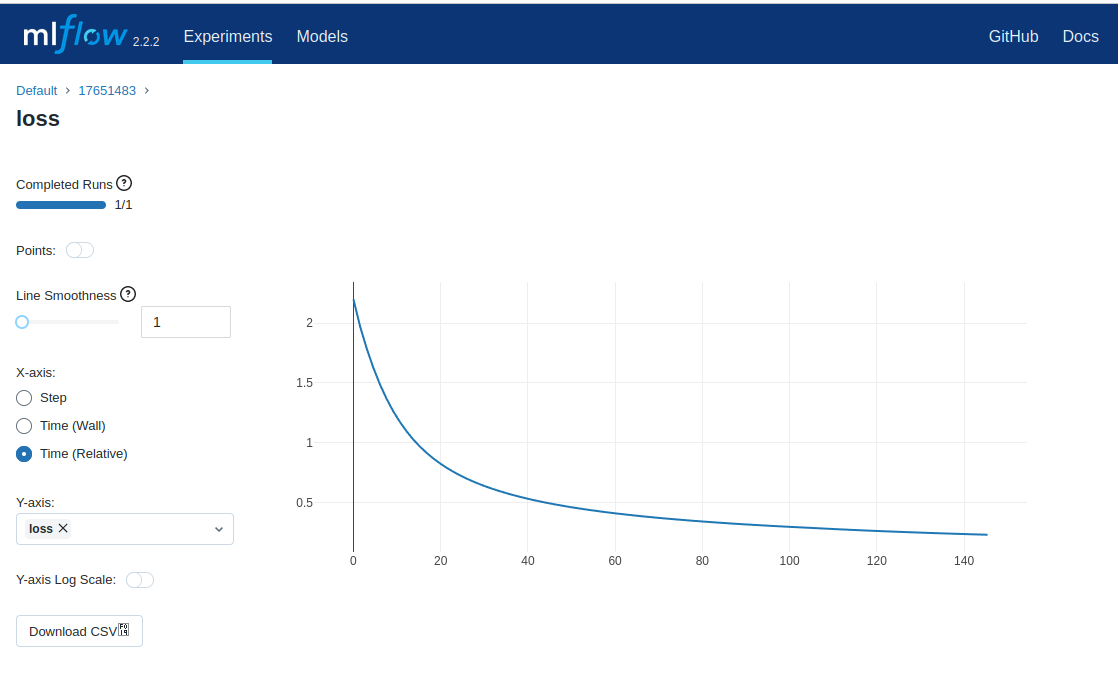 mlflow 2.2.2 Experiments Models GitHub Docs
Default > 17651483 >
loss
Completed Runs ?
1/1
Points:
Line Smoothness ?
1
X-axis:
Step
Time (Wall)
Time (Relative)
Y-axis:
loss
Y-axis Log Scale:
Download CSV
2
1.5
1
0.5
0 20 40 60 80 100 120 140